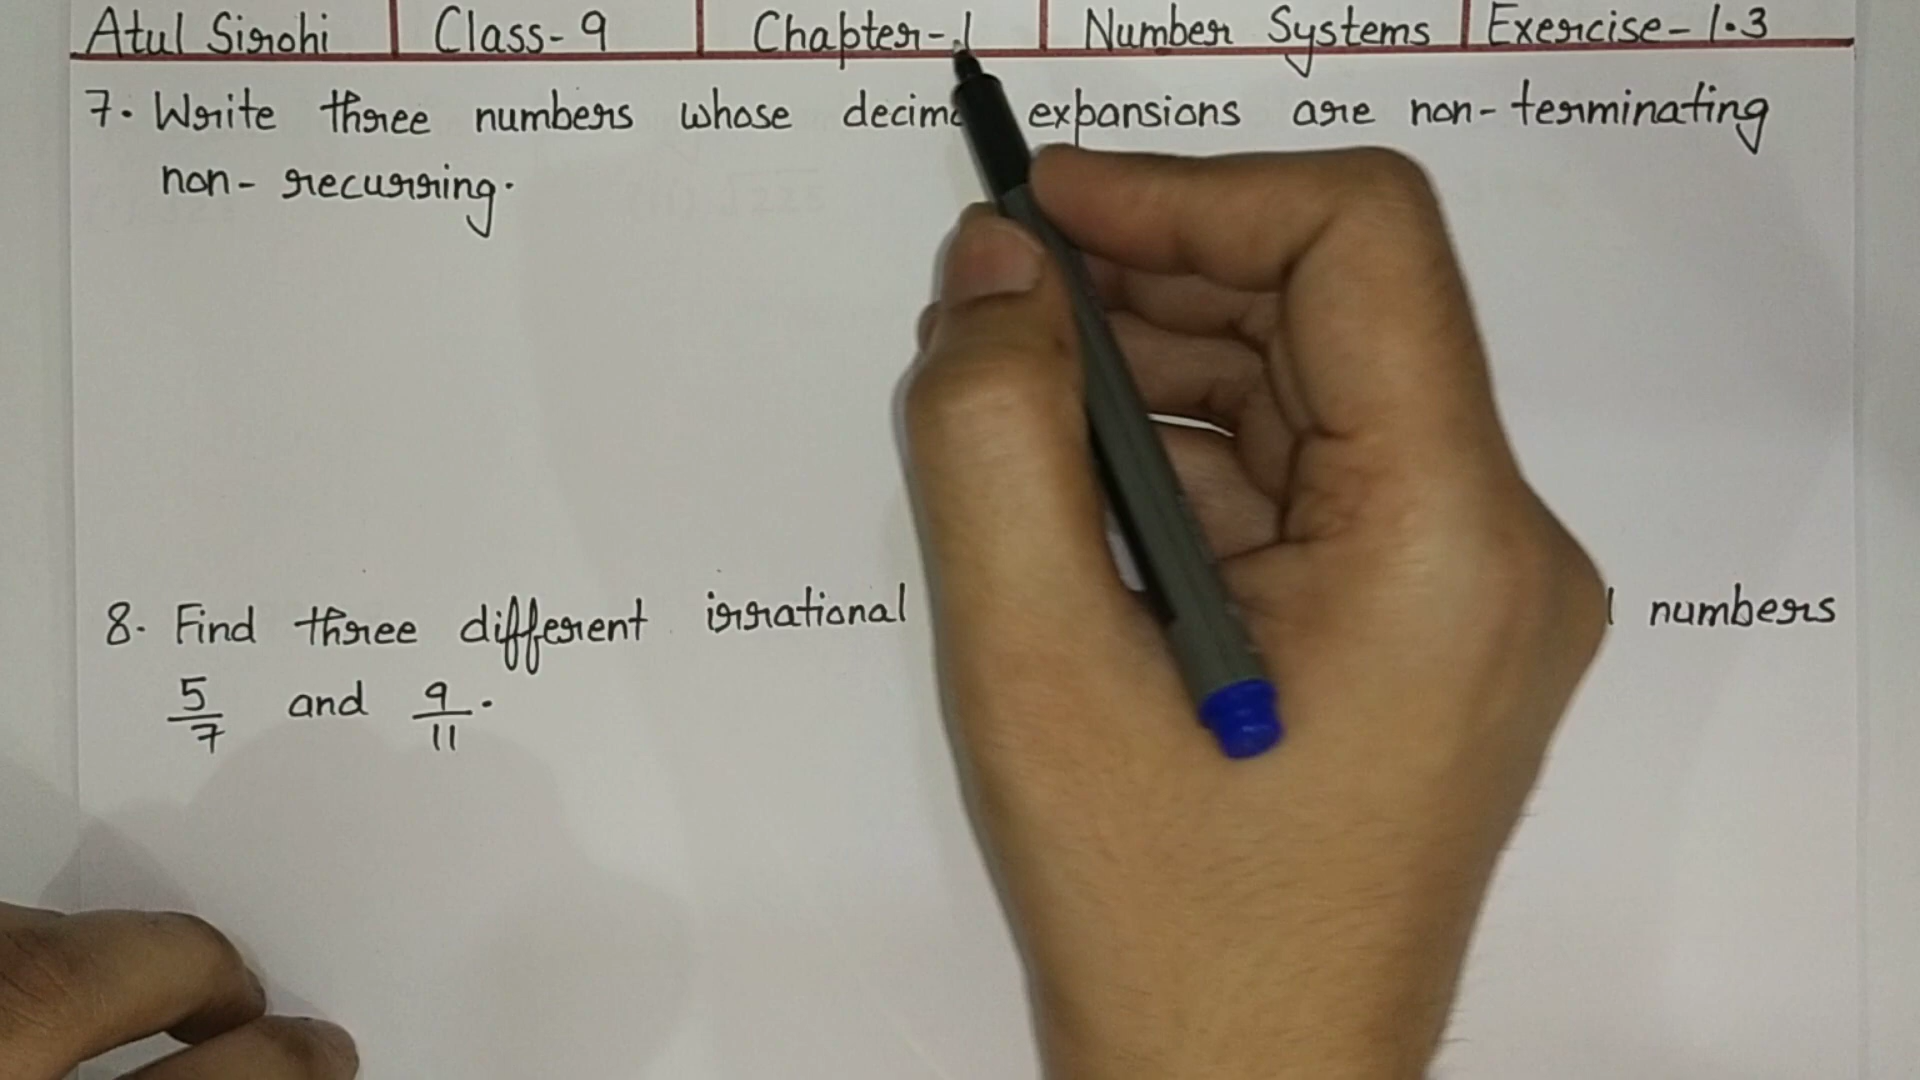 Atul Sirohi Class-9 Chapter-1 Number Systems Exercise-1.3
7. Write three numbers whose expansions are non-terminating
non-recurring.
8. Find three different irrational numbers
5/7 and 9/11.